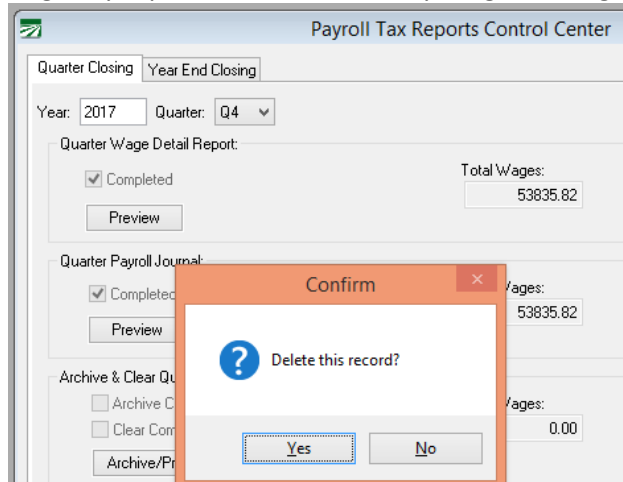 Payroll Tax Reports Control Center
Quarter Closing Year End Closing
Year: 2017 Quarter: Q4
Quarter Wage Detail Report:
Completed
Total Wages:
53835.82
Preview
Quarter Payroll Journal:
Completed
Wages:
53835.82
Preview
Confirm
Delete this record?
Yes No
Archive & Clear Qu
Archive C
Wages:
Clear Com
0.00
Archive/Pr